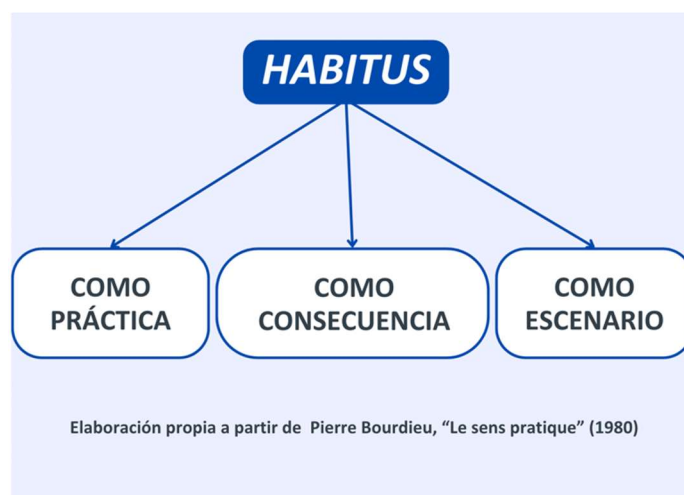 HABITUS
COMO
PRÁCTICA
COMO
CONSECUENCIA
COMO
ESCENARIO
Elaboración propia a partir de Pierre Bourdieu, “Le sens pratique” (1980)